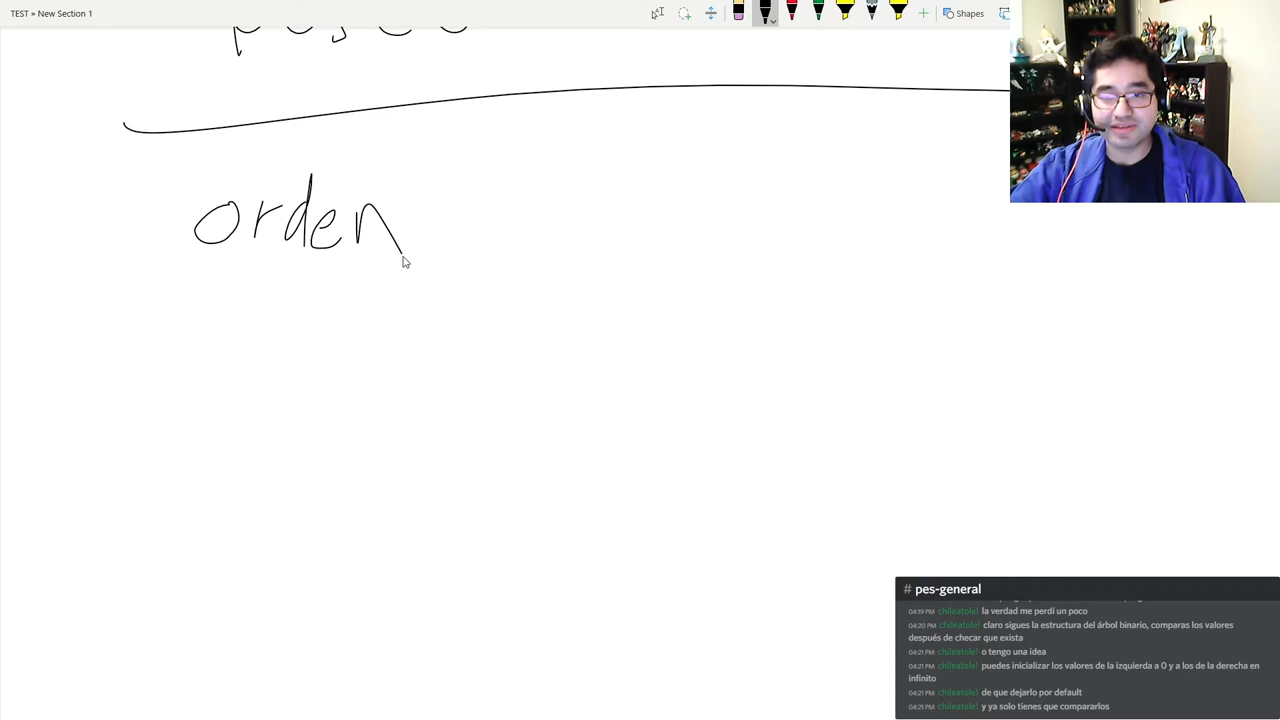 TEST » New Section 1
Shapes
orden
# pes-general
04:19 PM chileatole! la verdad me perdí un poco
04:20 PM chileatole! claro sigues la estructura del árbol binario, comparas los valores
después de checar que exista
04:21 PM chileatole! o tengo una idea
04:21 PM chileatole! puedes inicializar los valores de la izquierda a 0 y a los de la derecha en
infinito
04:21 PM chileatole! de que dejarlo por default
04:21 PM chileatole! y ya solo tienes que compararlos